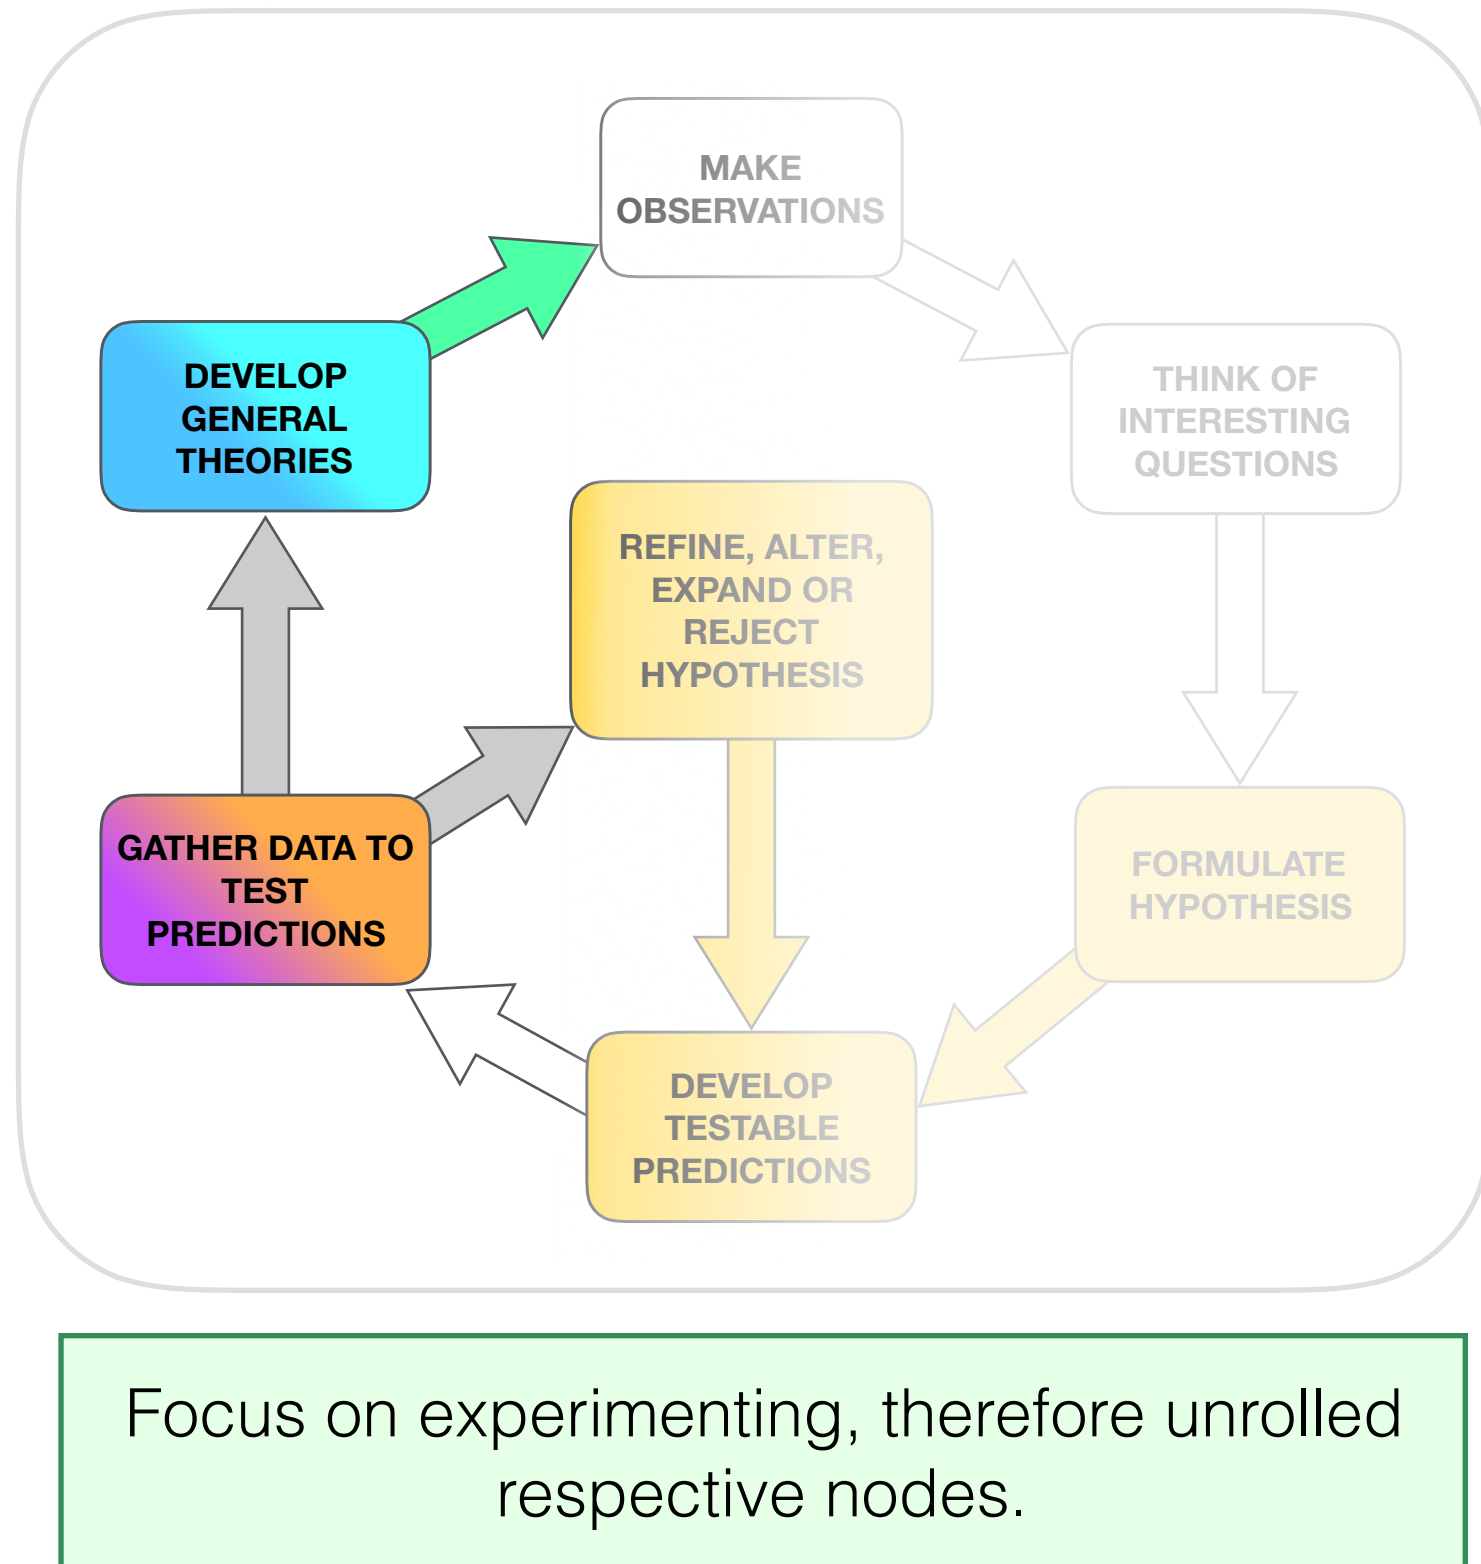 MAKE
OBSERVATIONS
DEVELOP
GENERAL
THEORIES
THINK OF
INTERESTING
QUESTIONS
REFINE, ALTER,
EXPAND OR
REJECT
HYPOTHESIS
GATHER DATA TO
TEST
PREDICTIONS
FORMULATE
HYPOTHESIS
DEVELOP
TESTABLE
PREDICTIONS
Focus on experimenting, therefore unrolled
respective nodes.